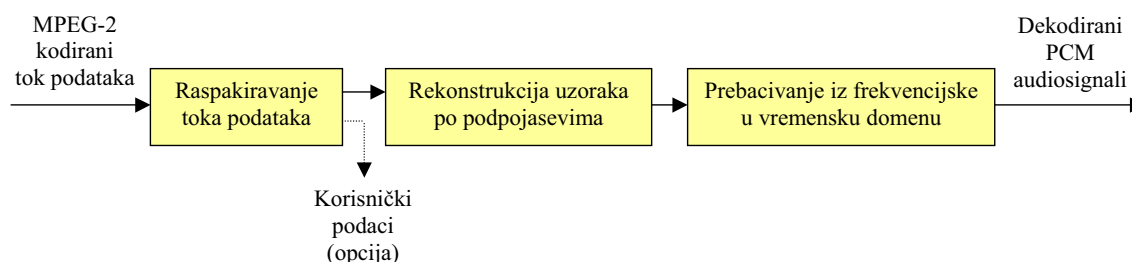 MPEG-2
kodirani
tok podataka
Raspakiravanje
toka podataka
Korisnički
podaci
(opcija)
Rekonstrukcija uzoraka
po podpojasevima
Prebacivanje iz frekvencijske
u vremensku domenu
Dekodirani
PCM
audiosignali